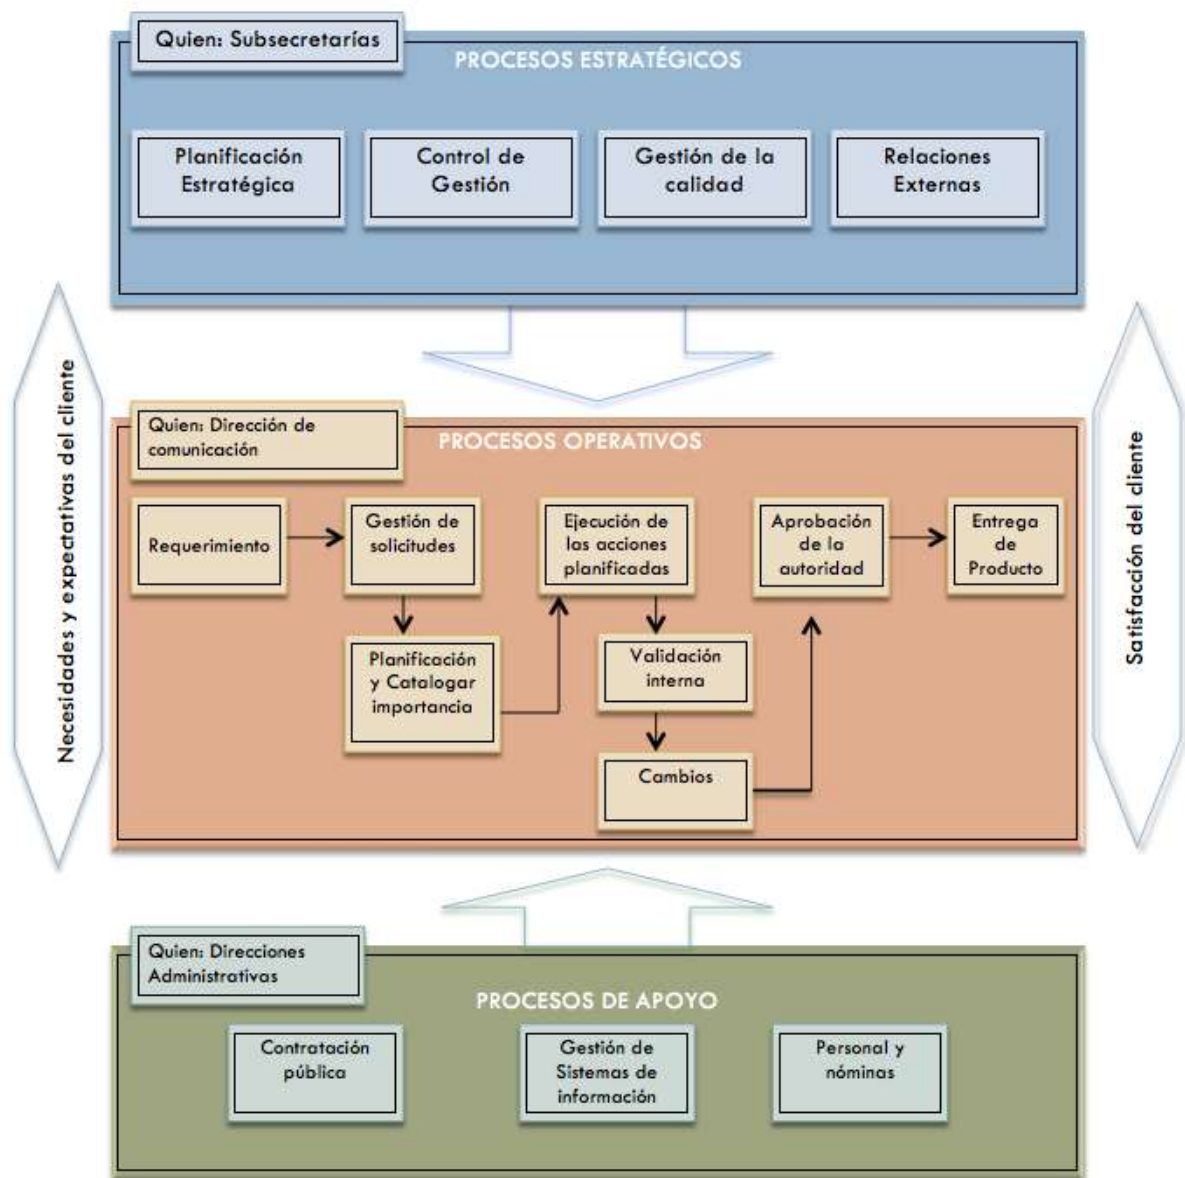 Quien: Subsecretarías
PROCESOS ESTRATÉGICOS
Planificación
Estratégica
Control de
Gestión
Gestión de la
calidad
Relaciones
Externas
Necesidades y expectativas del cliente
Quien: Dirección de
comunicación
PROCESOS OPERATIVOS
Requerimiento
Gestión de
solicitudes
Planificación
y Catalogar
importancia
Ejecución de
las acciones
planificadas
Validación
interna
Cambios
Aprobación
de la
autoridad
Entrega
de
Producto
Satisfacción del cliente
Quien: Direcciones
Administrativas
PROCESOS DE APOYO
Contratación
pública
Gestión de
Sistemas de
información
Personal y
nóminas